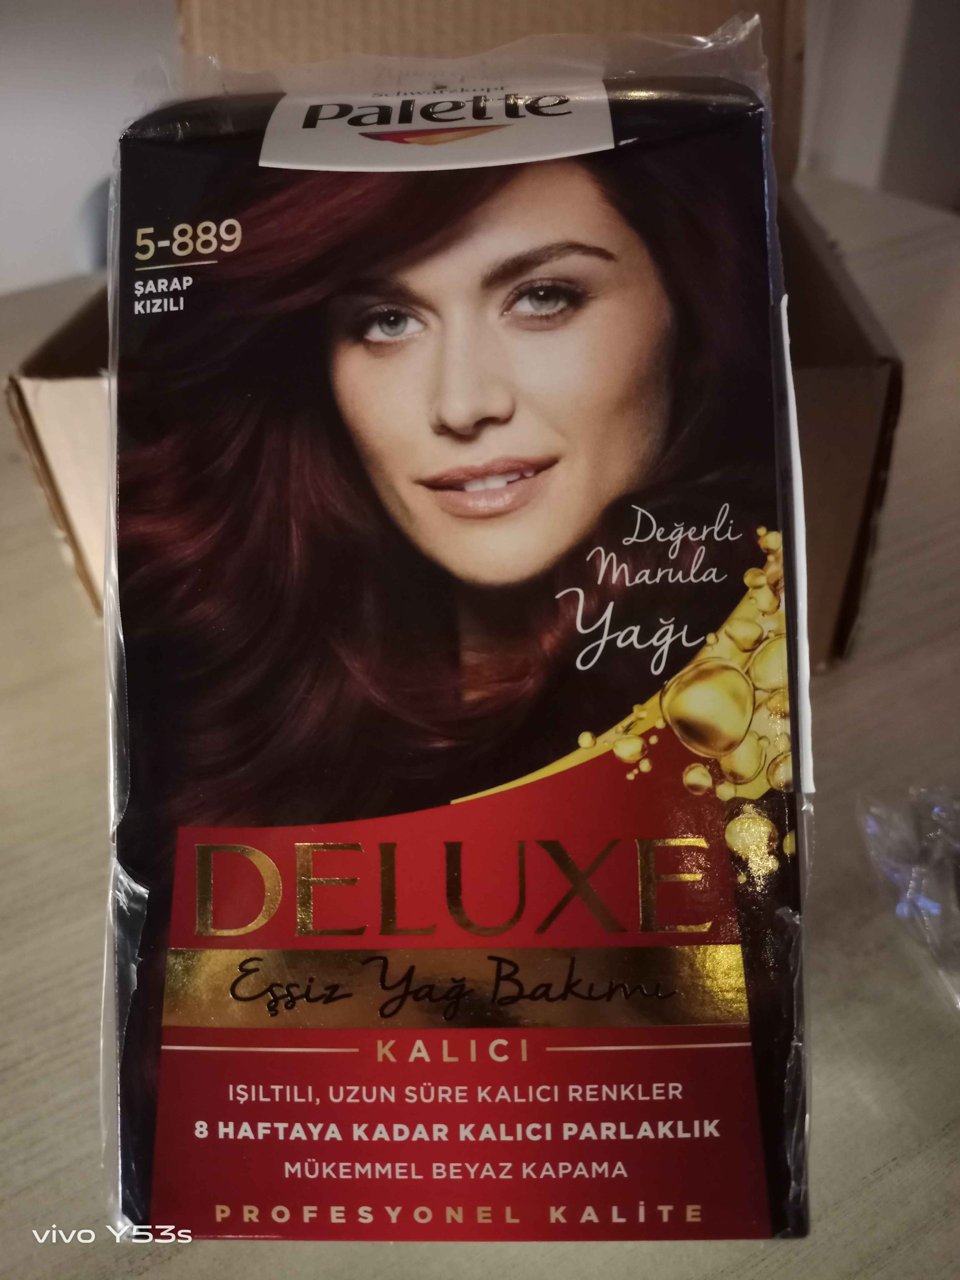 Schwarzkopf
Palette
5-889
ŞARAP
KIZILI
Değerli
Marula
Yağı
DELUXE
Eşsiz Yağ Bakımı
KALICI
IŞILTILI, UZUN SÜRE KALICI RENKLER
8 HAFTAYA KADAR KALICI PARLAKLIK
MÜKEMMEL BEYAZ KAPAMA
PROFESYONEL KALİTE
vivo Y53s